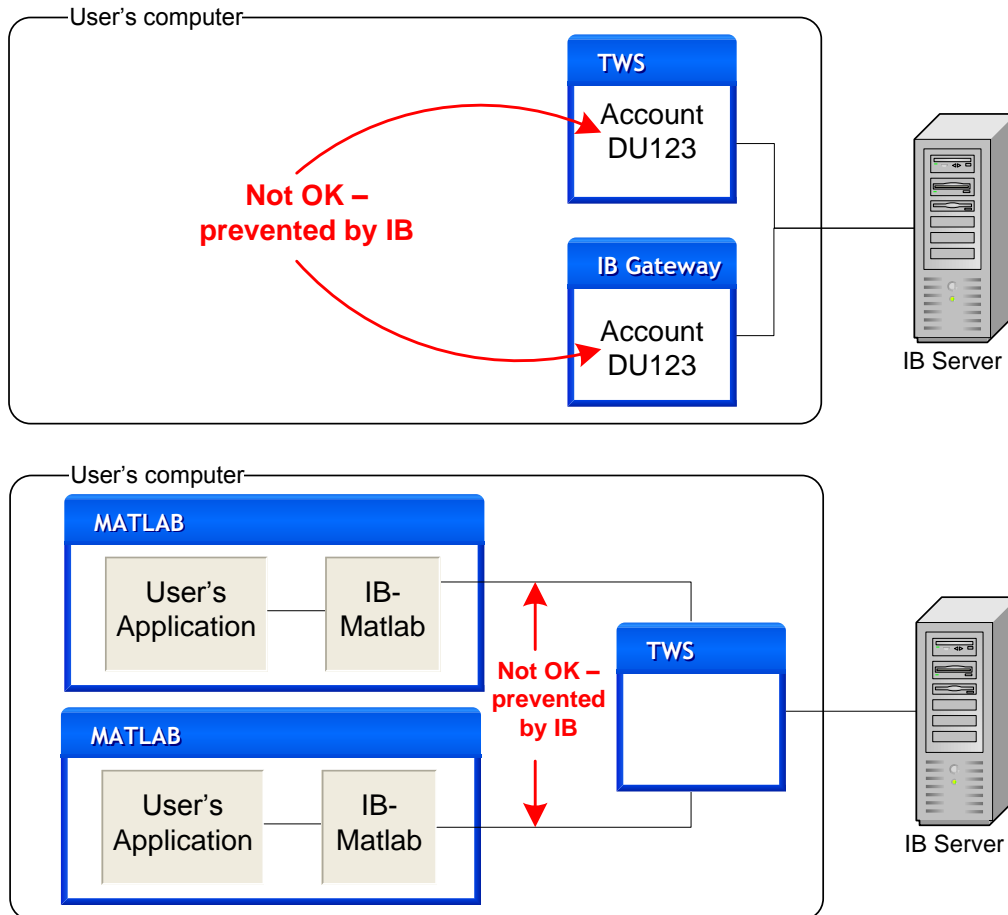 User's computer
TWS
Account
DU123
Not OK –
prevented by IB
IB Gateway
Account
DU123
IB Server
User's computer
MATLAB
User's
Application
IB-
Matlab
Not OK –
prevented
by IB
TWS
MATLAB
User's
Application
IB-
Matlab
IB Server